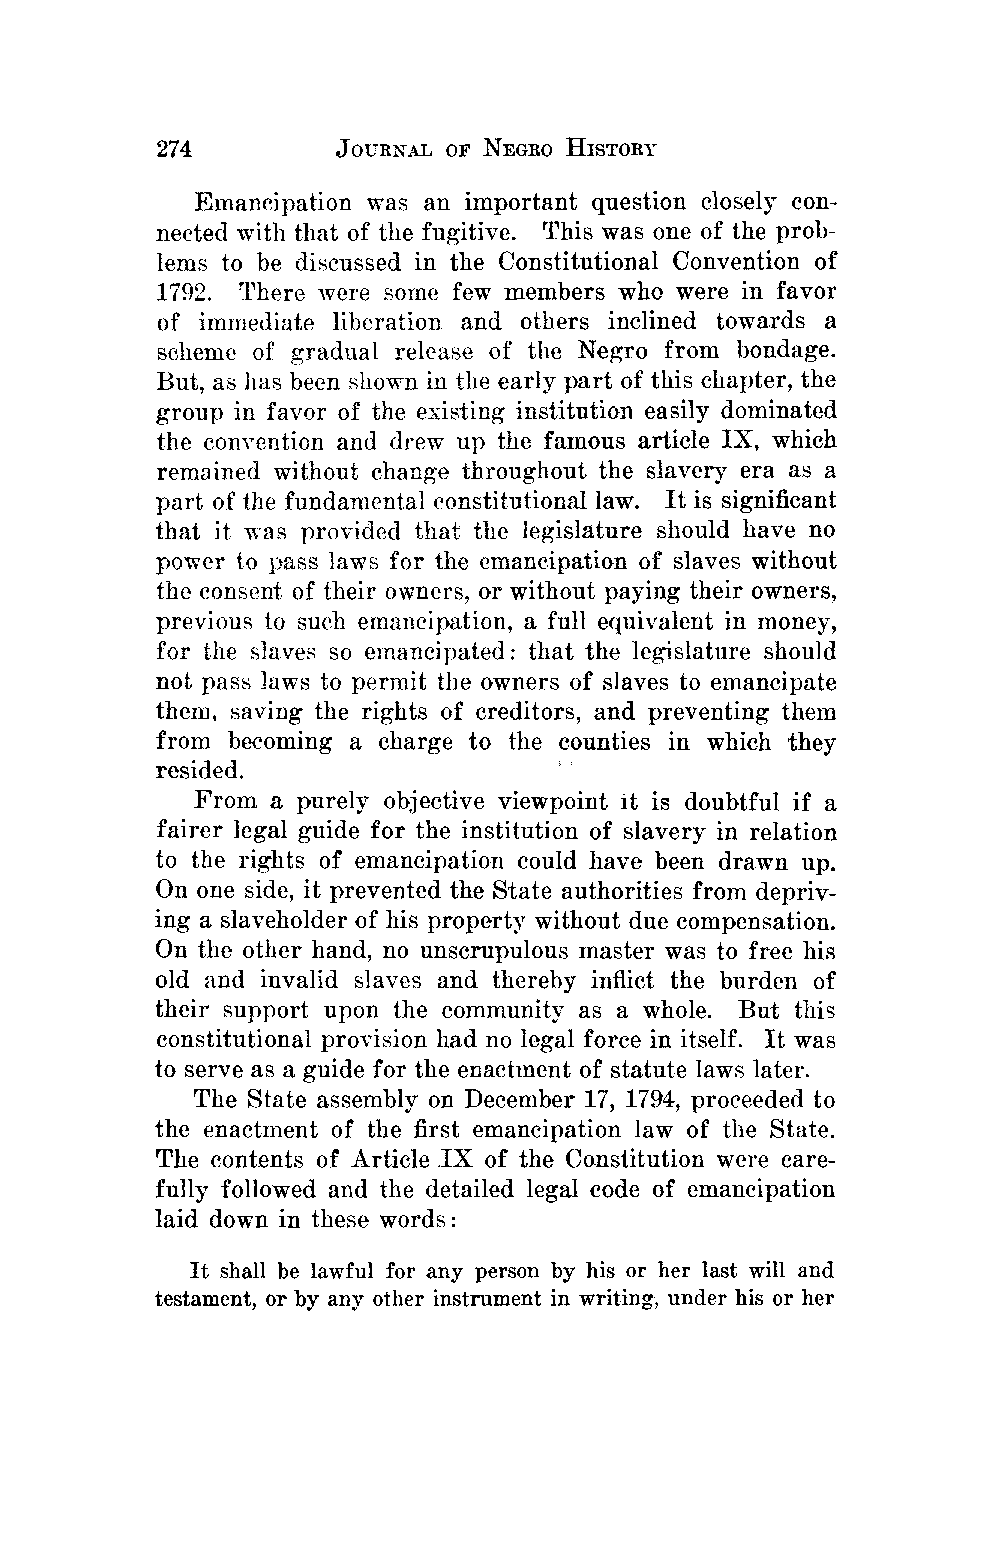 274 JOURNAL OF NEGRO HISTORY
Emancipation was an important question closely con-
nected with that of the fugitive. This was one of the prob-
lems to be discussed in the Constitutional Convention of
1792. There were some few members who were in favor
of immediate liberation and others inclined towards a
scheme of gradual release of the Negro from bondage.
But, as has been shown in the early part of this chapter, the
group in favor of the existing institution easily dominated
the convention and drew up the famous article IX, which
remained without change throughout the slavery era as a
part of the fundamental constitutional law. It is significant
that it was provided that the legislature should have no
power to pass laws for the emancipation of slaves without
the consent of their owners, or without paying their owners,
previous to such emancipation, a full equivalent in money,
for the slaves so emancipated: that the legislature should
not pass laws to permit the owners of slaves to emancipate
them, saving the rights of creditors, and preventing them
from becoming a charge to the counties in which they
resided.
From a purely objective viewpoint it is doubtful if a
fairer legal guide for the institution of slavery in relation
to the rights of emancipation could have been drawn up.
On one side, it prevented the State authorities from depriv-
ing a slaveholder of his property without due compensation.
On the other hand, no unscrupulous master was to free his
old and invalid slaves and thereby inflict the burden of
their support upon the community as a whole. But this
constitutional provision had no legal force in itself. It was
to serve as a guide for the enactment of statute laws later.
The State assembly on December 17, 1794, proceeded to
the enactment of the first emancipation law of the State.
The contents of Article IX of the Constitution were care-
fully followed and the detailed legal code of emancipation
laid down in these words:
It shall be lawful for any person by his or her last will and
testament, or by any other instrument in writing, under his or her